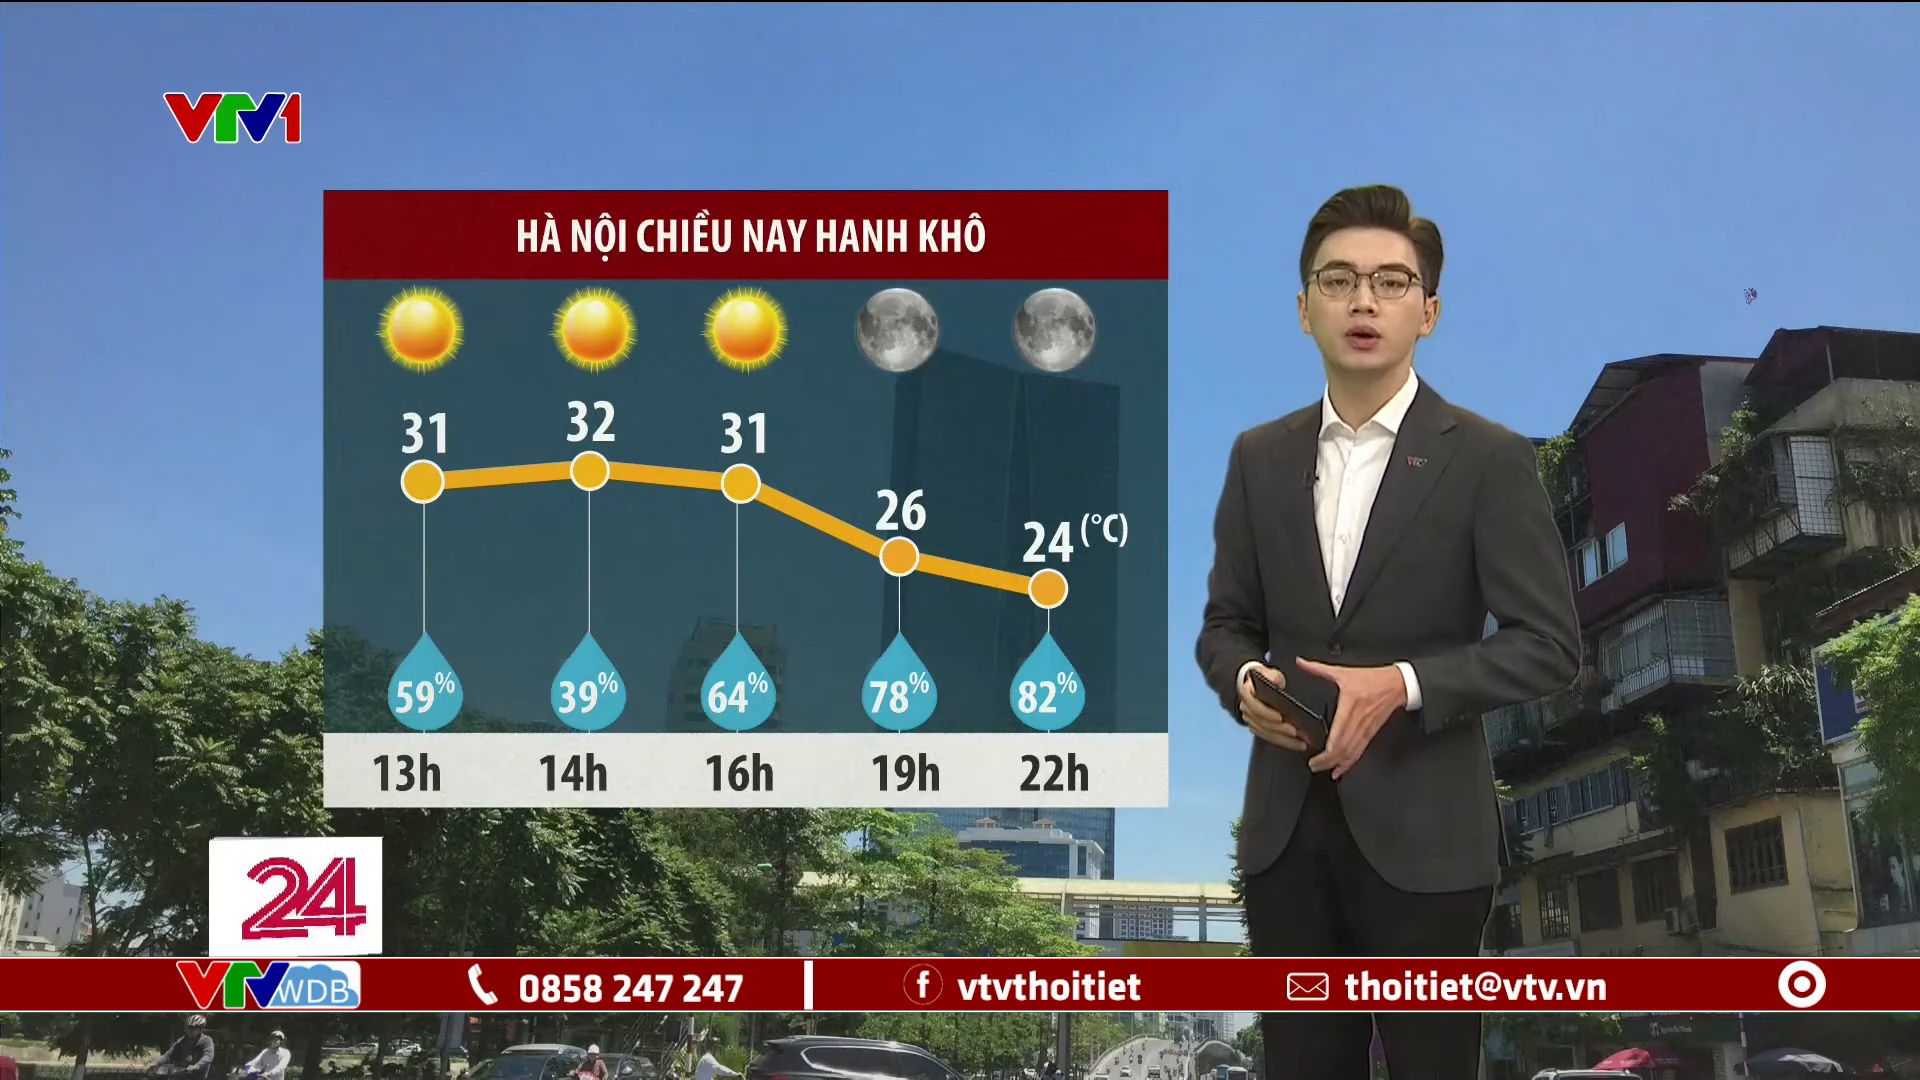 VTV1
HÀ NỘI CHIỀU NAY HANH KHÔ
31
32
31
26
24 (°C)
59%
39%
64%
78%
82%
13h
14h
16h
19h
22h
24
VTV WDB
0858 247 247
f
vtvthoitiet
thoitiet@vtv.vn